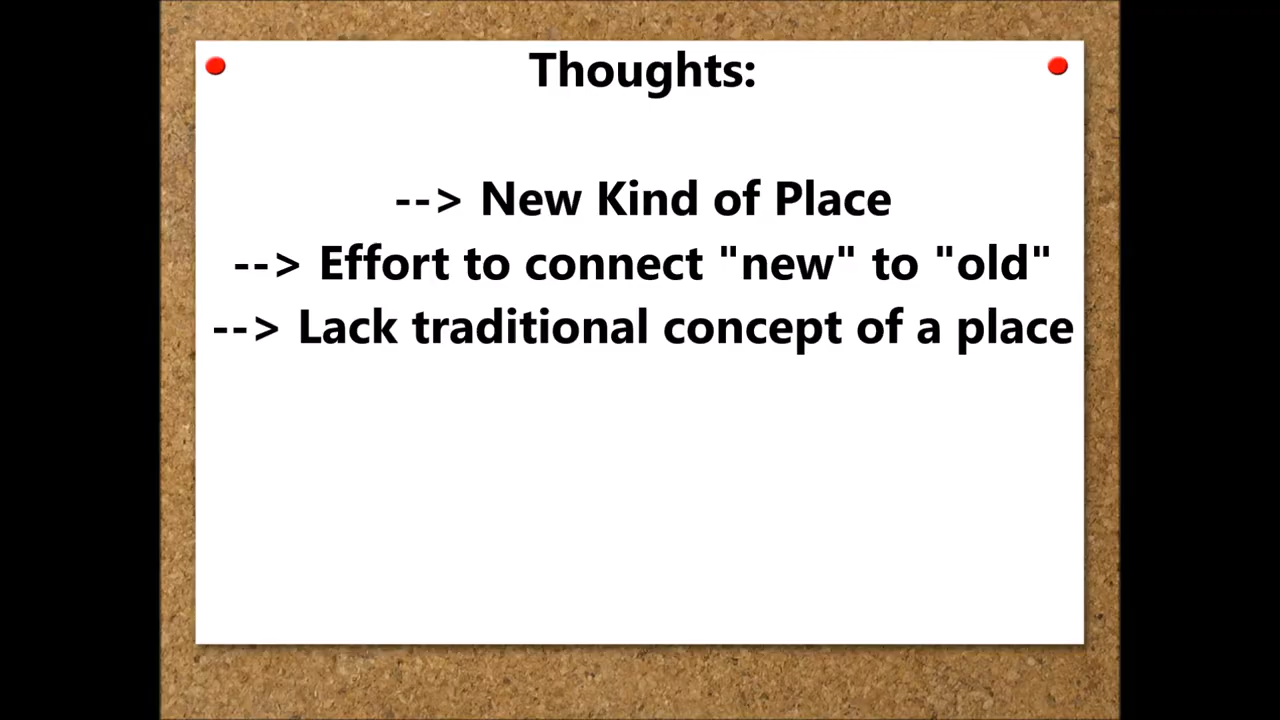 Thoughts:
--> New Kind of Place
--> Effort to connect "new" to "old"
--> Lack traditional concept of a place